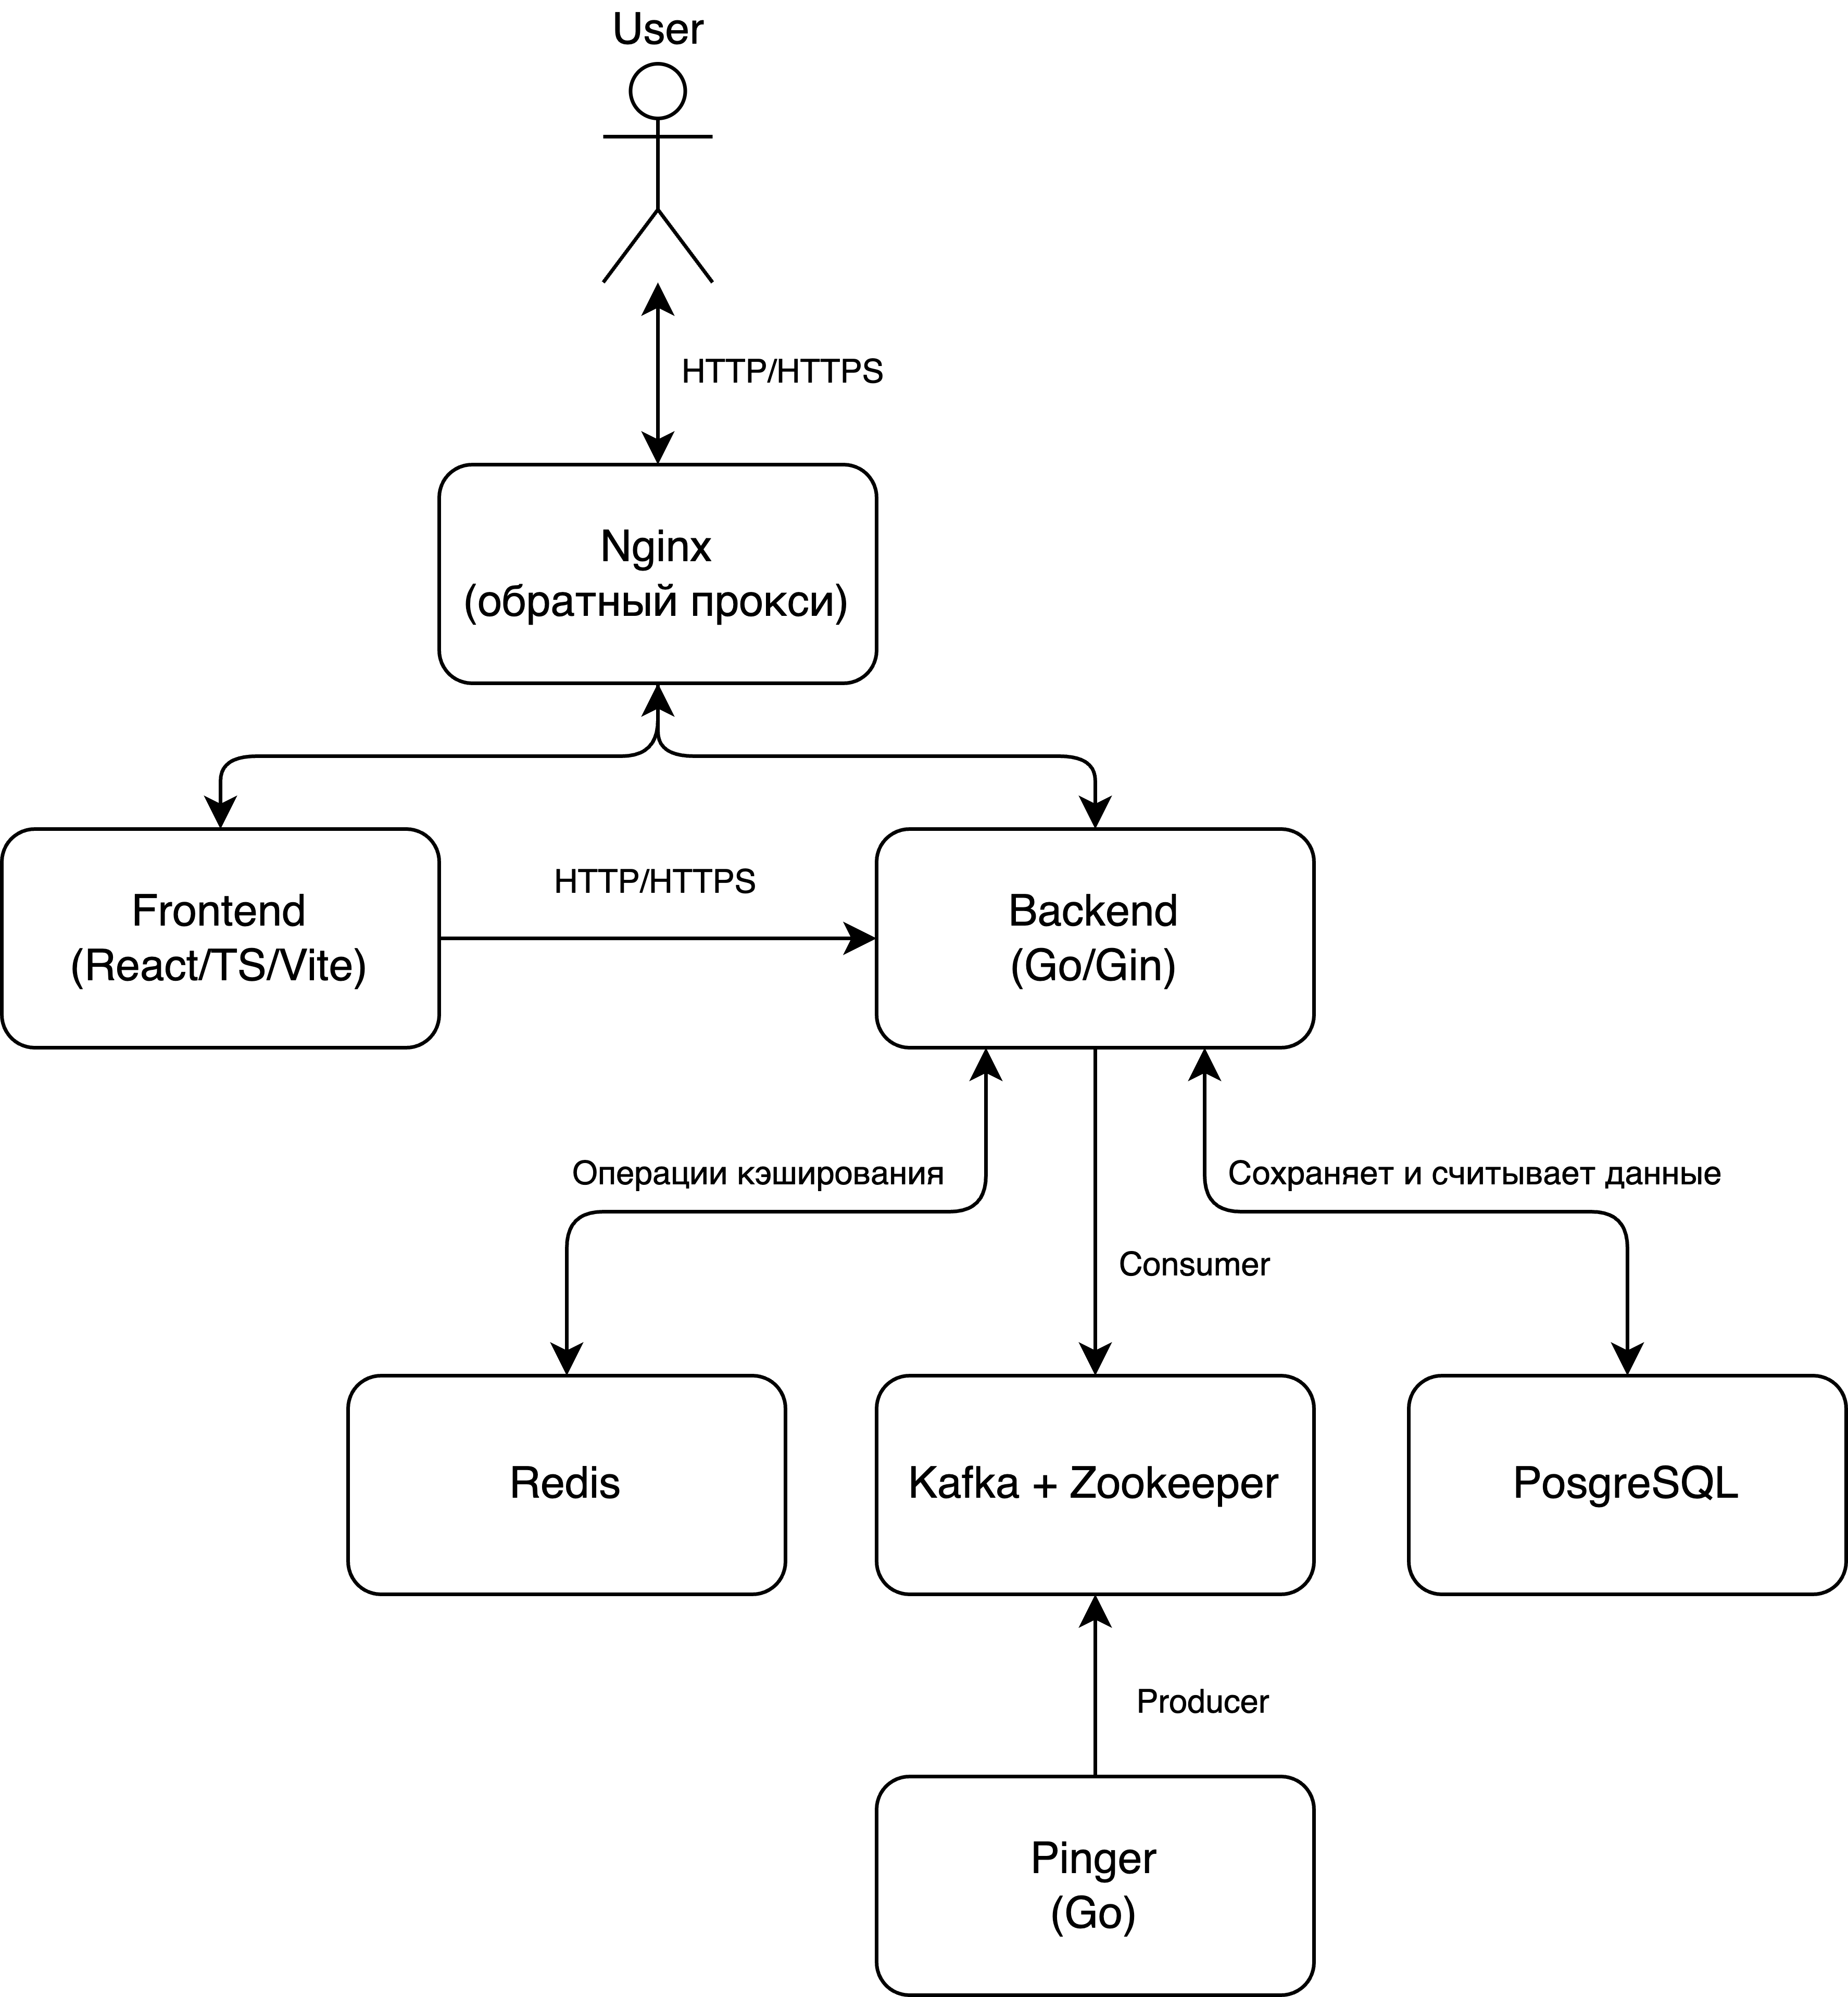 User
HTTP/HTTPS
Nginx
(обратный прокси)
Frontend
(React/TS/Vite)
HTTP/HTTPS
Backend
(Go/Gin)
Операции кэширования
Сохраняет и считывает данные
Consumer
Redis
Kafka + Zookeeper
PosgreSQL
Producer
Pinger
(Go)